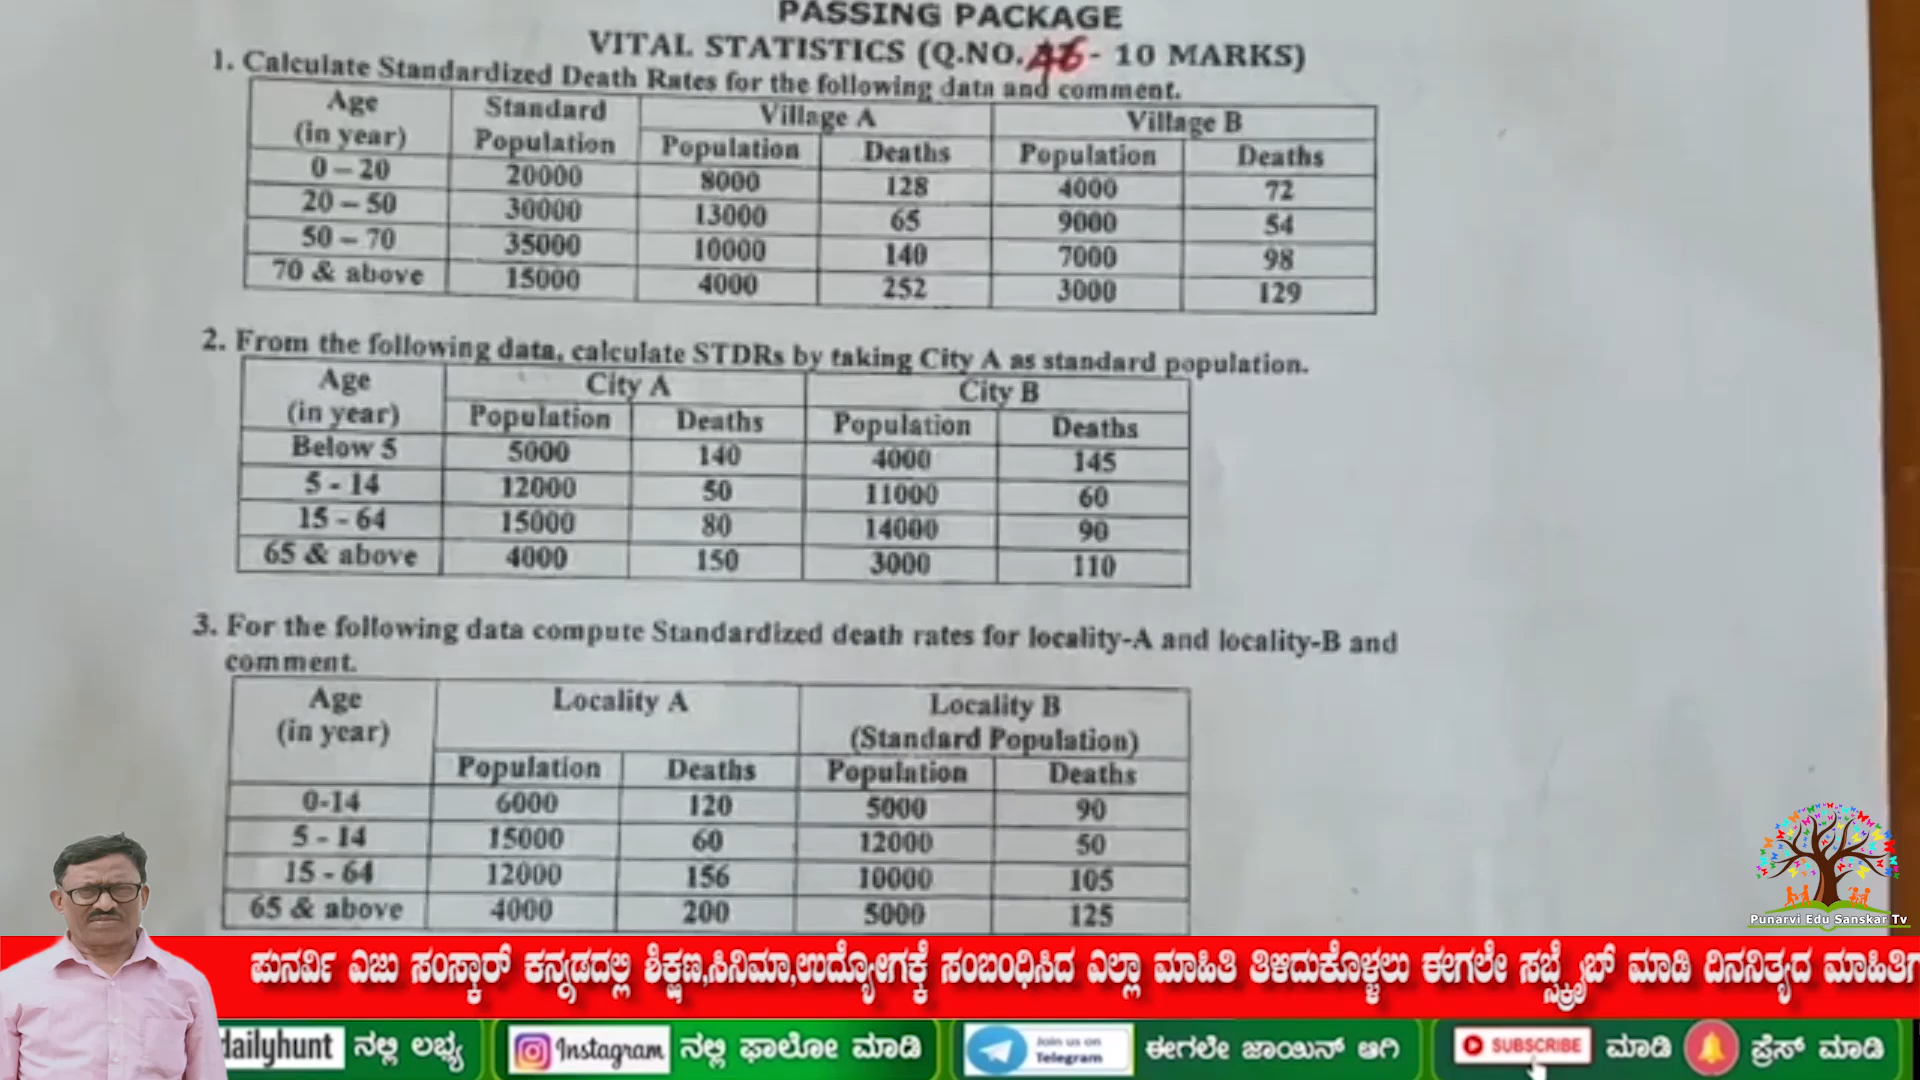 PASSING PACKAGE
VITAL STATISTICS (Q.NO.46- 10 MARKS)
1. Calculate Standardized Death Rates for the following data and comment.
Age (in year) Standard Population Village A Village B
Population Deaths Population Deaths
0 – 20 20000 8000 128 4000 72
20 – 50 30000 13000 65 9000 54
50 – 70 35000 10000 140 7000 98
70 & above 15000 4000 252 3000 129
2. From the following data, calculate STDRs by taking City A as standard population.
Age (in year) City A City B
Population Deaths Population Deaths
Below 5 5000 140 4000 145
5 - 14 12000 50 11000 60
15 - 64 15000 80 14000 90
65 & above 4000 150 3000 110
3. For the following data compute Standardized death rates for locality-A and locality-B and
comment.
Age (in year) Locality A Locality B (Standard Population)
Population Deaths Population Deaths
0-14 6000 120 5000 90
5 - 14 15000 60 12000 50
15 - 64 12000 156 10000 105
65 & above 4000 200 5000 125
Punarvi Edu Sanskar Tv
ಪುನರ್ವಿ ಎಜು ಸಂಸ್ಕಾರ್ ಕನ್ನಡದಲ್ಲಿ ಶಿಕ್ಷಣ,ಸಿನಿಮಾ,ಉದ್ಯೋಗಕ್ಕೆ ಸಂಬಂಧಿಸಿದ ಎಲ್ಲಾ ಮಾಹಿತಿ ತಿಳಿದುಕೊಳ್ಳಲು ಈಗಲೇ ಸಬ್ಸ್ಕ್ರೈಬ್ ಮಾಡಿ ದಿನನಿತ್ಯದ
dailyhunt ನಲ್ಲಿ ಲಭ್ಯ Instagram ನಲ್ಲಿ ಫಾಲೋ ಮಾಡಿ Join us on Telegram ಈಗಲೇ ಜಾಯಿನ್ ಆಗಿ SUBSCRIBE ಮಾಡಿ ಪ್ರೆಸ್ ಮಾಡಿ